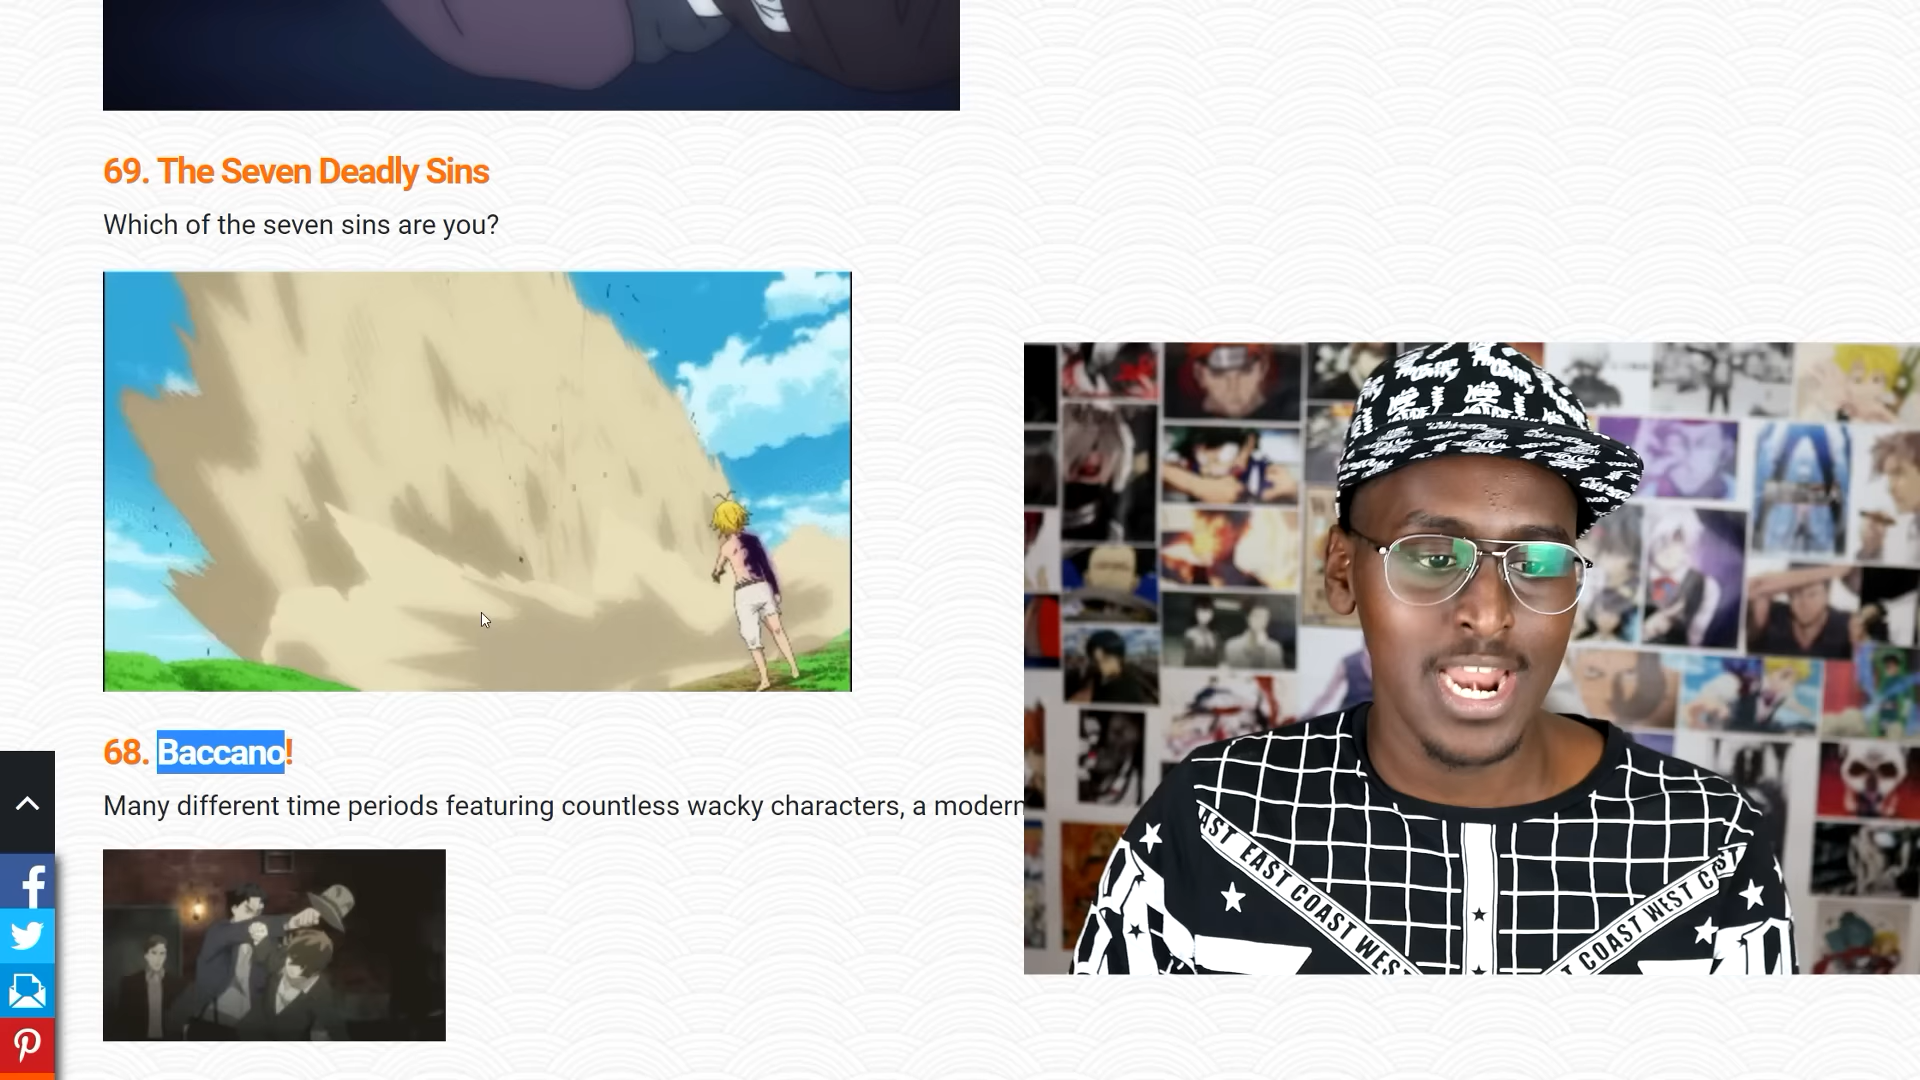 69. The Seven Deadly Sins
Which of the seven sins are you?
68. Baccano!
Many different time periods featuring countless wacky characters, a modern
EAST COAST WEST
COAST WEST